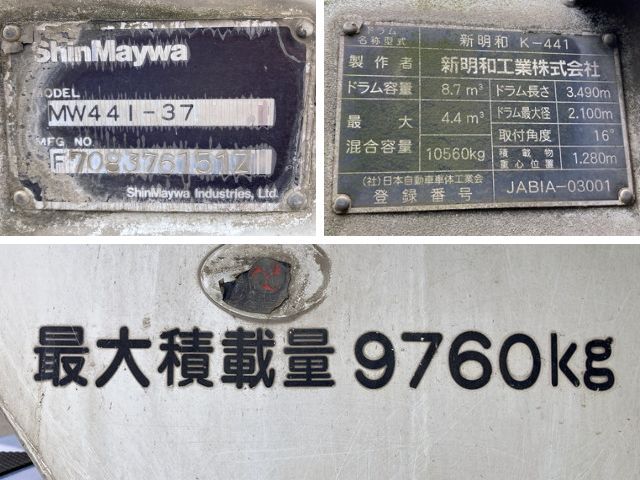 ShinMaywa
MODEL
MW441-37
MFG NO.
ShinMaywa Industries, Ltd.
ドラム
名称型式 新明和 K-441
製作者 新明和工業株式会社
ドラム容量 8.7 m³ ドラム長さ 3.490m
最大混合容量 4.4 m³ 10560kg
ドラム最大径 2.100m
取付角度 16°
積載物重心位置 1.280m
(社)日本自動車車体工業会
登録番号 JABIA-03001
最大積載量 9760kg